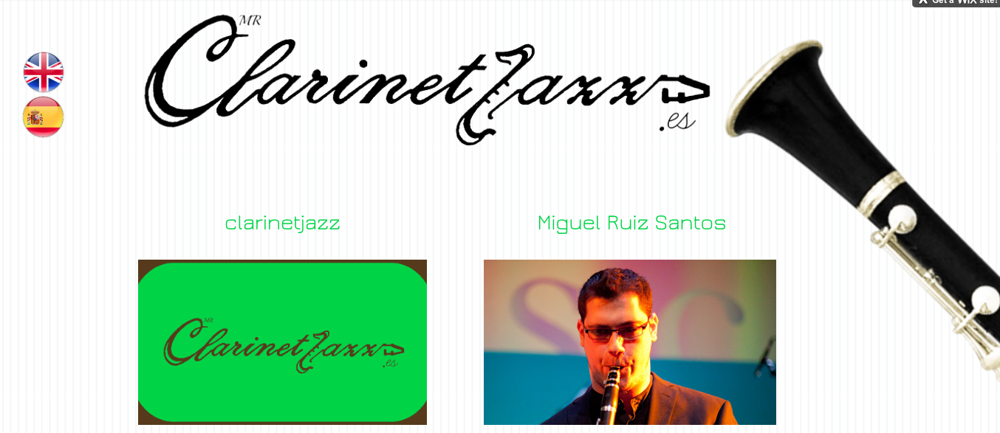 Get a WiX site!
MR
ClarinetJazz
.es
clarinetjazz
Miguel Ruiz Santos
MR
ClarinetJazz
.es